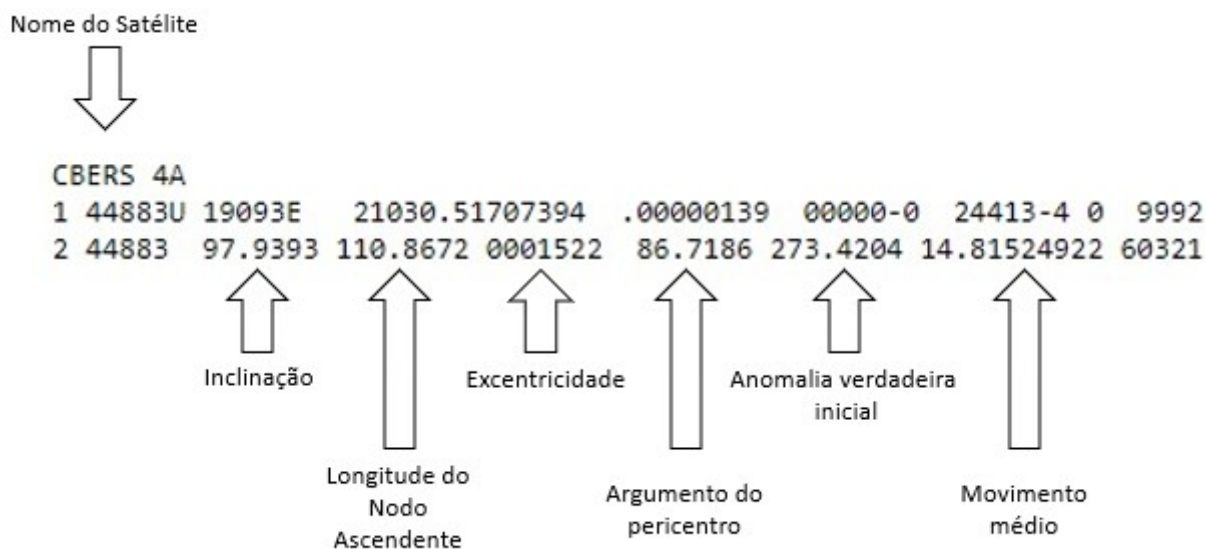 Nome do Satélite
CBERS 4A
1 44883U 19093E 21030.51707394 .00000139 00000-0 24413-4 0 9992
2 44883 97.9393 110.8672 0001522 86.7186 273.4204 14.81524922 60321
Inclinação
Excentricidade
Anomalia verdadeira
inicial
Longitude do
Nodo
Ascendente
Argumento do
pericentro
Movimento
médio